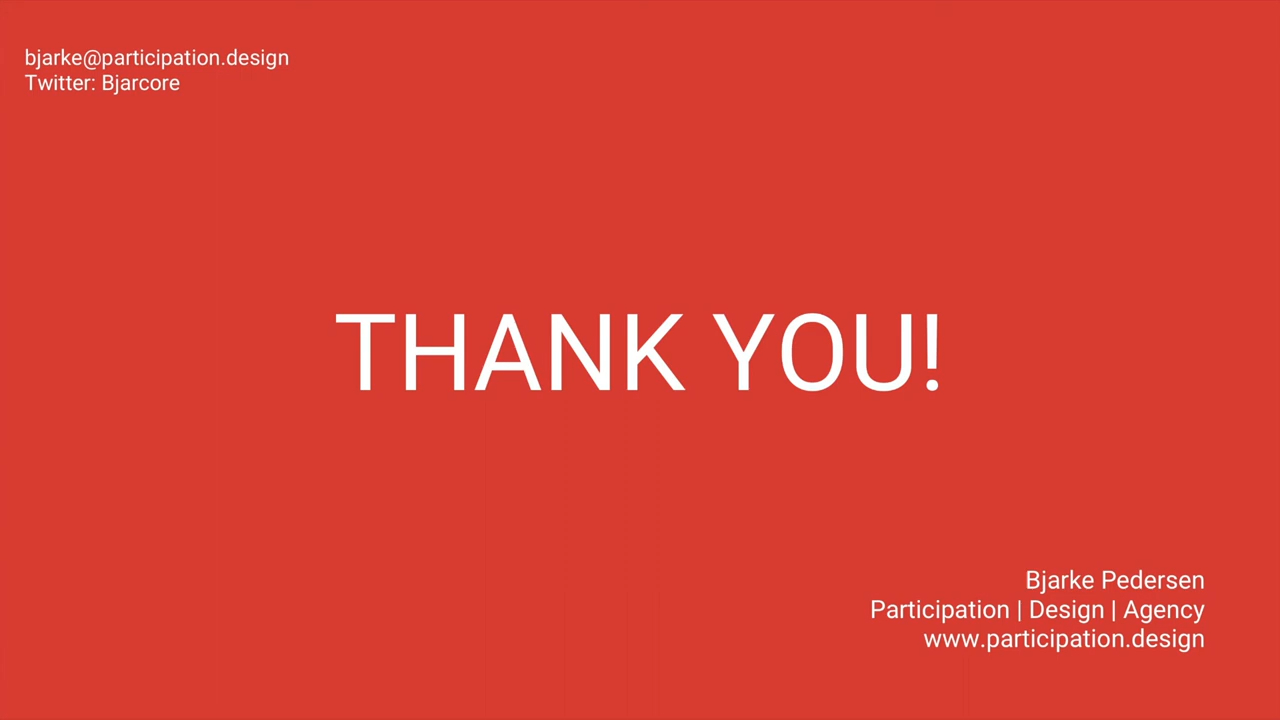 bjarke@participation.design
Twitter: Bjarcore
THANK YOU!
Bjarke Pedersen
Participation | Design | Agency
www.participation.design